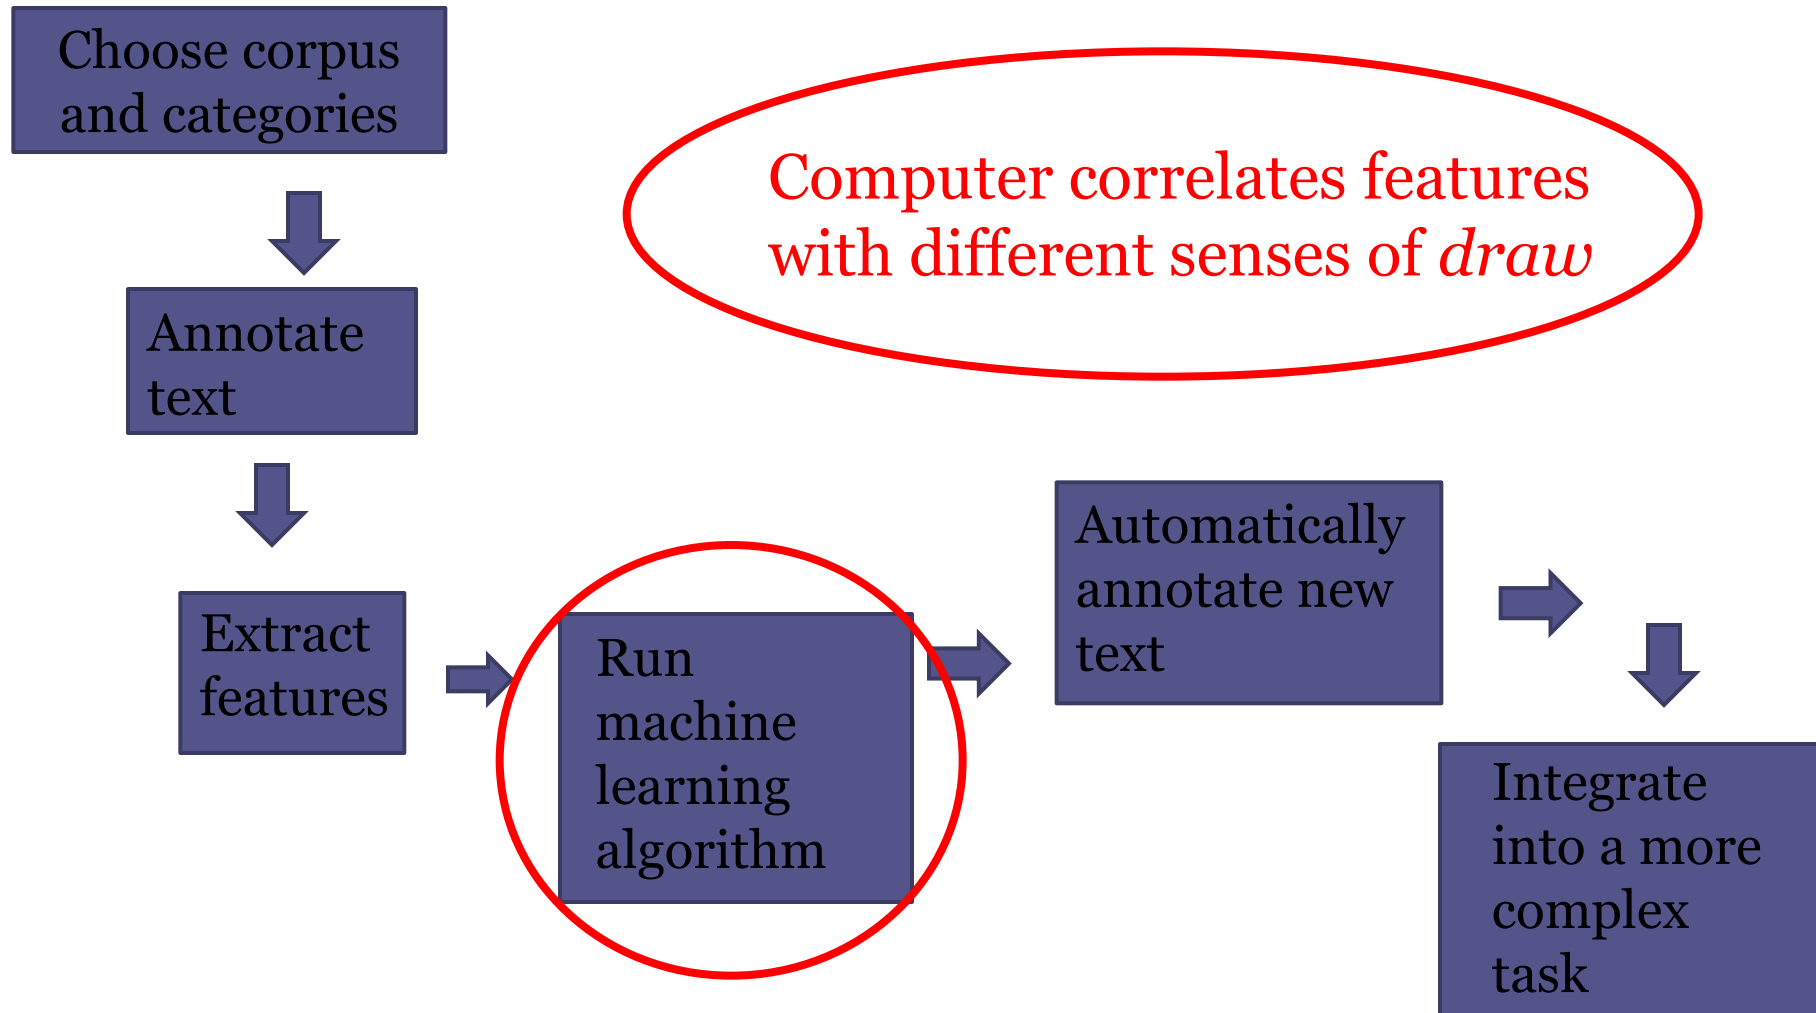 Choose corpus
and categories
Computer correlates features
with different senses of draw
Annotate
text
Extract
features
Run
machine
learning
algorithm
Automatically
annotate new
text
Integrate
into a more
complex
task